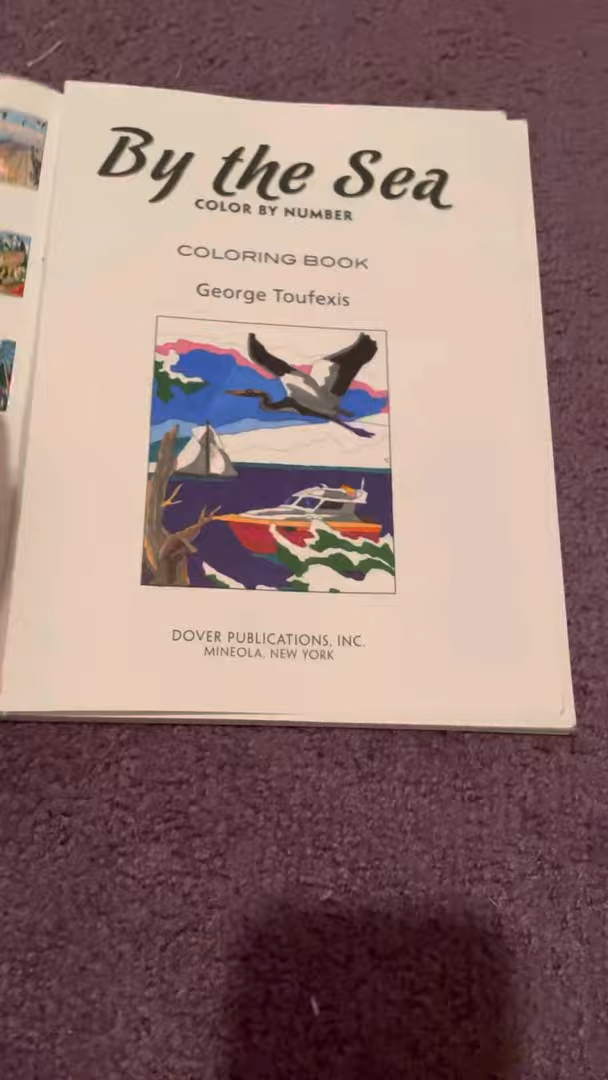 By the Sea
COLOR BY NUMBER
COLORING BOOK
George Toufexis
DOVER PUBLICATIONS, INC.
MINEOLA, NEW YORK